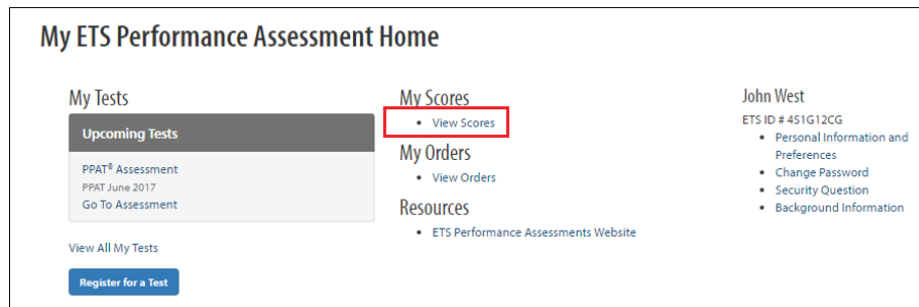 My ETS Performance Assessment Home
My Tests
Upcoming Tests
PPAT® Assessment
PPAT June 2017
Go To Assessment
View All My Tests
Register for a Test
My Scores
• View Scores
My Orders
• View Orders
Resources
• ETS Performance Assessments Website
John West
ETS ID # 4S1G12CG
• Personal Information and
Preferences
• Change Password
• Security Question
• Background Information